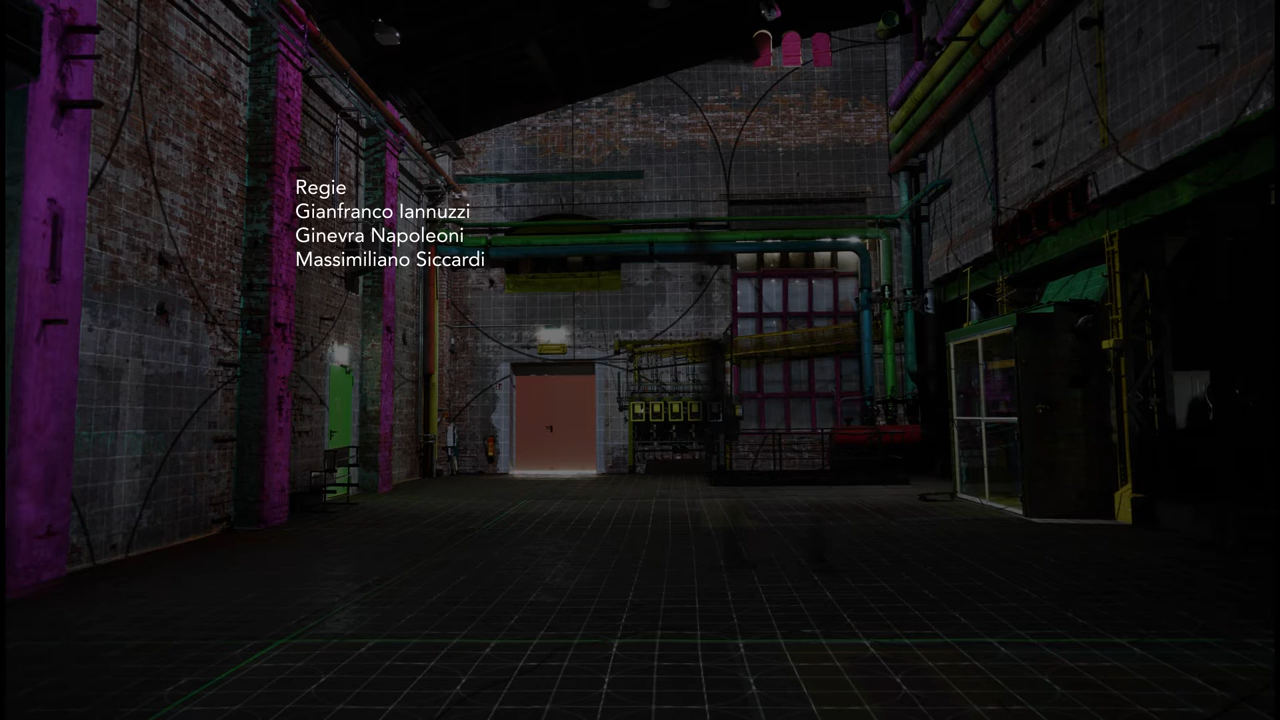 Regie
Gianfranco Iannuzzi
Ginevra Napoleoni
Massimiliano Siccardi